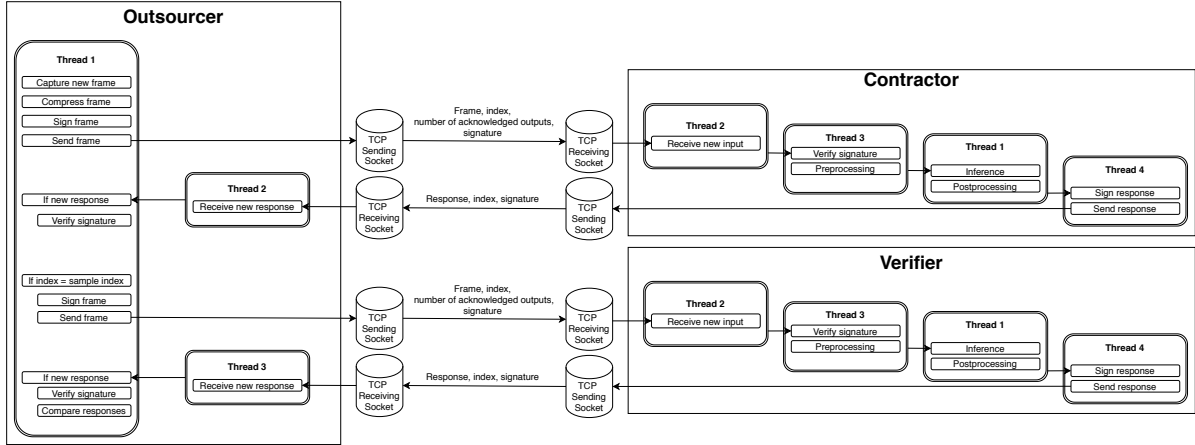 Outsourcer
Thread 1
Capture new frame
Compress frame
Sign frame
Send frame
If new response
Verify signature
If index = sample index
Sign frame
Send frame
If new response
Verify signature
Compare responses
Thread 2
Receive new response
Thread 3
Receive new response
TCP
Sending
Socket
Frame, index,
number of acknowledged outputs,
signature
TCP
Receiving
Socket
TCP
Receiving
Socket
Response, index, signature
TCP
Sending
Socket
TCP
Sending
Socket
Frame, index,
number of acknowledged outputs,
signature
TCP
Receiving
Socket
TCP
Receiving
Socket
Response, index, signature
TCP
Sending
Socket
Contractor
Thread 2
Receive new input
Thread 3
Verify signature
Preprocessing
Thread 1
Inference
Postprocessing
Thread 4
Sign response
Send response
Verifier
Thread 2
Receive new input
Thread 3
Verify signature
Preprocessing
Thread 1
Inference
Postprocessing
Thread 4
Sign response
Send response